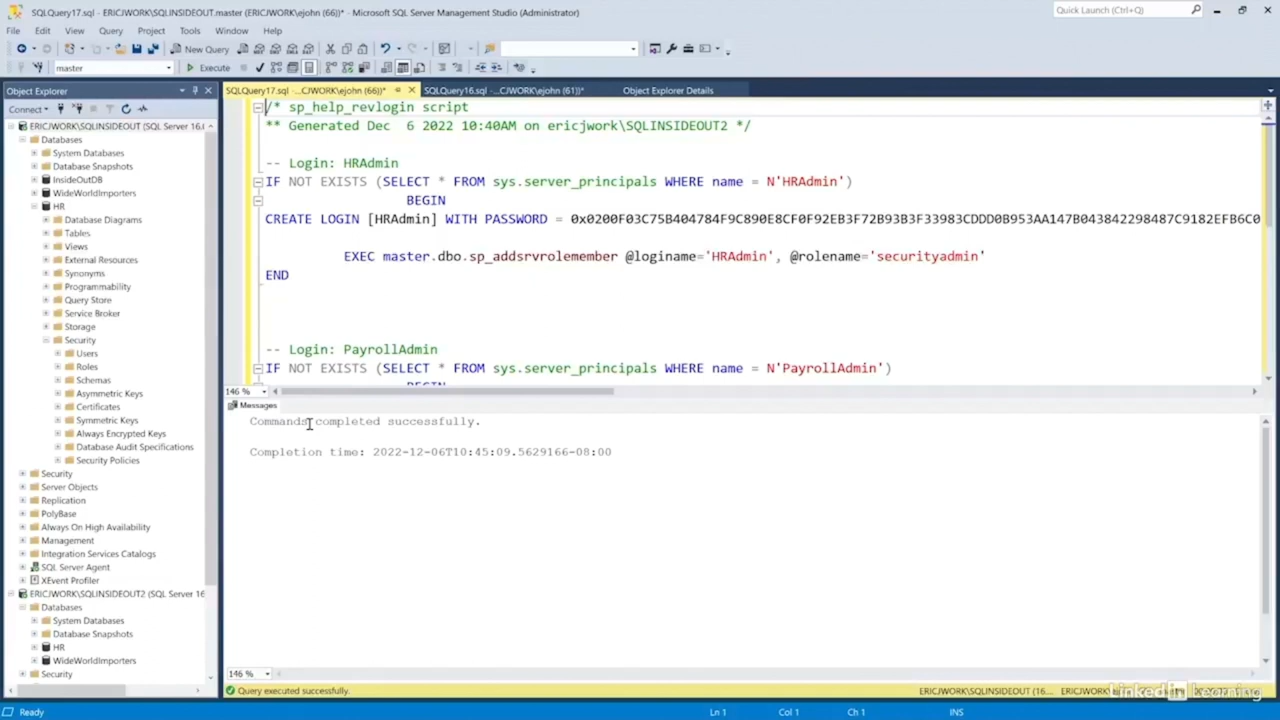 SQLQuery17.sql - ERICJWORK\SQLINSIDEOUT.master (ERICJWORK\ejohn (66))* - Microsoft SQL Server Management Studio (Administrator)
Quick Launch (Ctrl+Q)
File Edit View Query Project Tools Window Help
New Query
master
Execute
Object Explorer
SQLQuery17.sql -...CJWORK\ejohn (66))*
SQLQuery16.sql -...CJWORK\ejohn (61))*
Object Explorer Details
Connect
ERICJWORK\SQLINSIDEOUT (SQL Server 16.
Databases
System Databases
Database Snapshots
InsideOutDB
WideWorldImporters
HR
Database Diagrams
Tables
Views
External Resources
Synonyms
Programmability
Query Store
Service Broker
Storage
Security
Users
Roles
Schemas
Asymmetric Keys
Certificates
Symmetric Keys
Always Encrypted Keys
Database Audit Specifications
Security Policies
Security
Server Objects
Replication
PolyBase
Always On High Availability
Management
Integration Services Catalogs
SQL Server Agent
XEvent Profiler
ERICJWORK\SQLINSIDEOUT2 (SQL Server 16
Databases
System Databases
Database Snapshots
HR
WideWorldImporters
Security
/* sp_help_revlogin script
** Generated Dec  6 2022 10:40AM on ericjwork\SQLINSIDEOUT2 */
-- Login: HRAdmin
IF NOT EXISTS (SELECT * FROM sys.server_principals WHERE name = N'HRAdmin')
BEGIN
CREATE LOGIN [HRAdmin] WITH PASSWORD = 0x0200F03C75B404784F9C890E8CF0F92EB3F72B93B3F33983CDDD0B953AA147B043842298487C9182EFB6C0
EXEC master.dbo.sp_addsrvrolemember @loginame='HRAdmin', @rolename='securityadmin'
END
-- Login: PayrollAdmin
IF NOT EXISTS (SELECT * FROM sys.server_principals WHERE name = N'PayrollAdmin')
BEGIN
146 %
Messages
Commands completed successfully.
Completion time: 2022-12-06T10:45:09.5629166-08:00
146 %
Query executed successfully.
ERICJWORK\SQLINSIDEOUT (16....
LinkedIn Learning
Ready
Ln 1
Col 1
Ch 1
INS